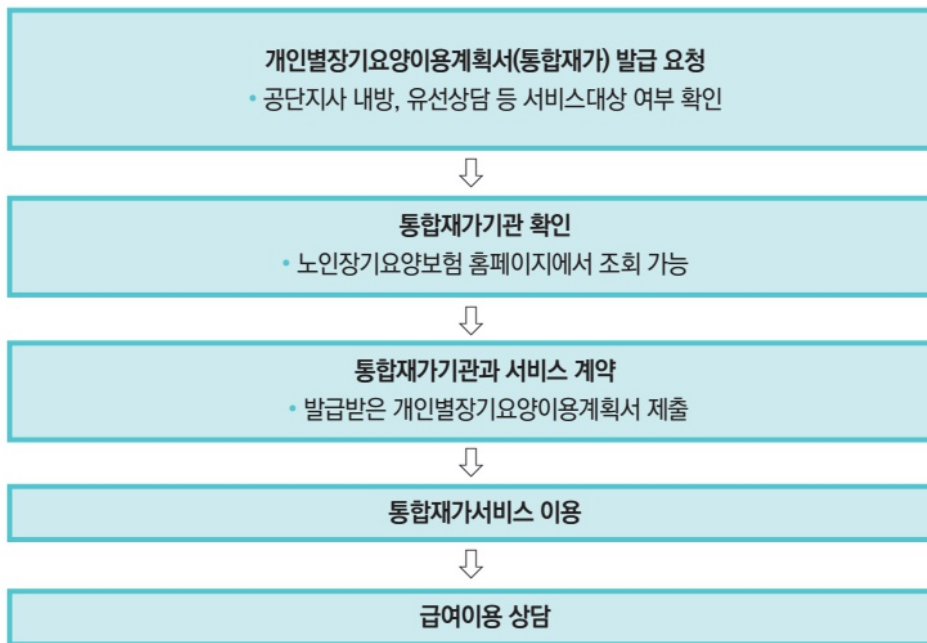 개인별장기요양이용계획서(통합재가) 발급 요청
• 공단지사 내방, 유선상담 등 서비스대상 여부 확인
통합재가기관 확인
• 노인장기요양보험 홈페이지에서 조회 가능
통합재가기관과 서비스 계약
• 발급받은 개인별장기요양이용계획서 제출
통합재가서비스 이용
급여이용 상담